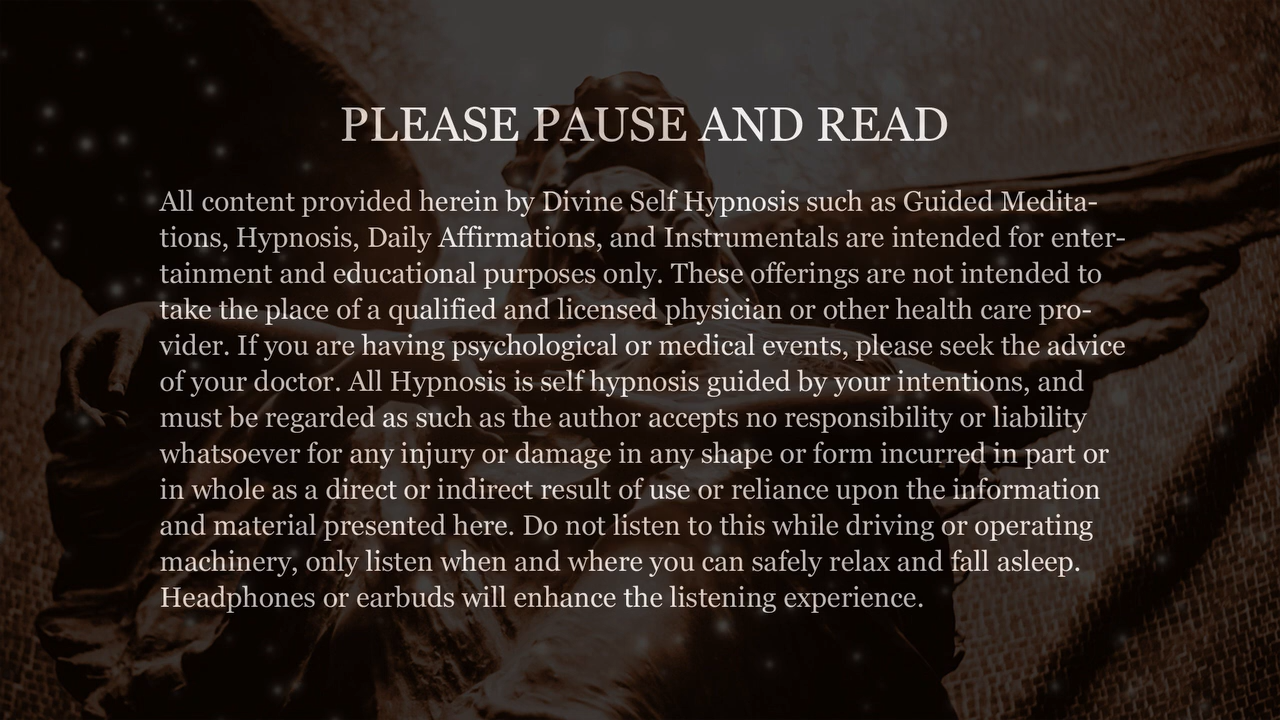 PLEASE PAUSE AND READ
All content provided herein by Divine Self Hypnosis such as Guided Medita-
tions, Hypnosis, Daily Affirmations, and Instrumentals are intended for enter-
tainment and educational purposes only. These offerings are not intended to
take the place of a qualified and licensed physician or other health care pro-
vider. If you are having psychological or medical events, please seek the advice
of your doctor. All Hypnosis is self hypnosis guided by your intentions, and
must be regarded as such as the author accepts no responsibility or liability
whatsoever for any injury or damage in any shape or form incurred in part or
in whole as a direct or indirect result of use or reliance upon the information
and material presented here. Do not listen to this while driving or operating
machinery, only listen when and where you can safely relax and fall asleep.
Headphones or earbuds will enhance the listening experience.